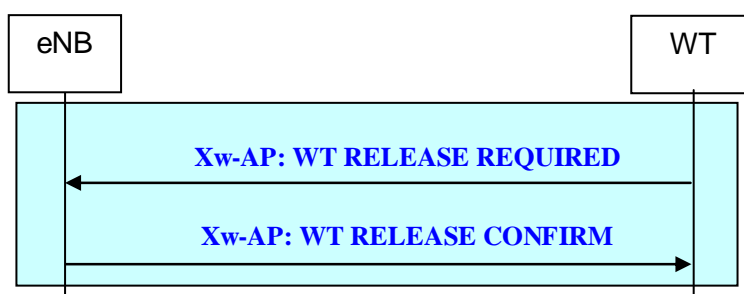 eNB
WT
Xw-AP: WT RELEASE REQUIRED
Xw-AP: WT RELEASE CONFIRM